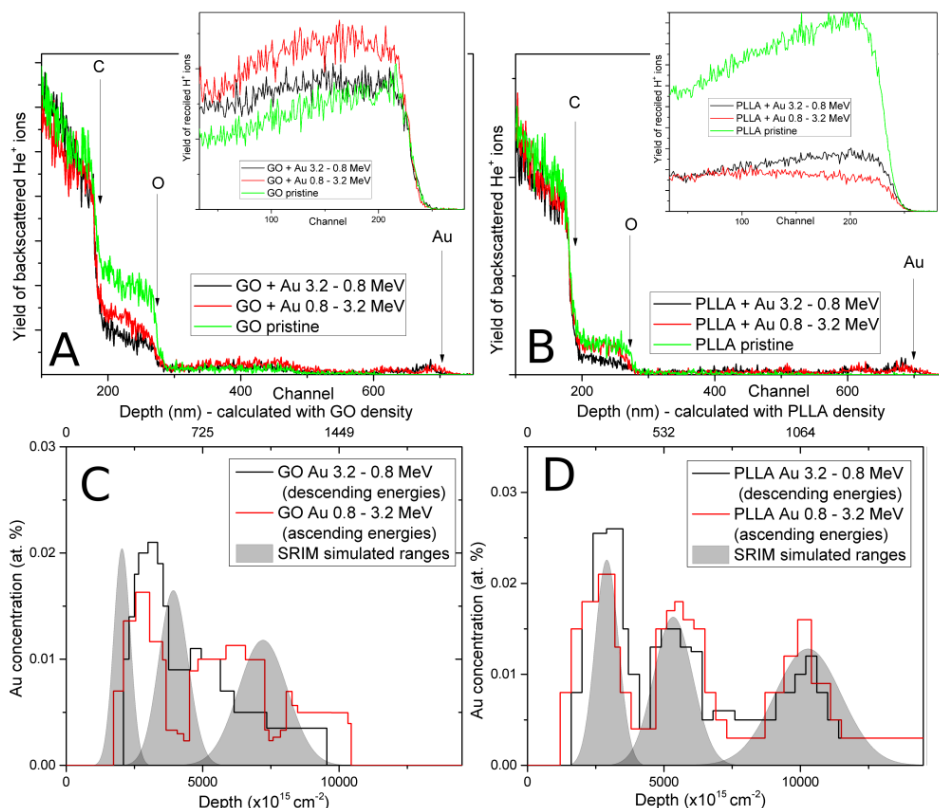 Yield of recoiled H⁺ ions
GO + Au 3.2 - 0.8 MeV
GO + Au 0.8 - 3.2 MeV
GO pristine
100
200
Channel
Yield of backscattered He⁺ ions
C
O
Au
GO + Au 3.2 - 0.8 MeV
GO + Au 0.8 - 3.2 MeV
GO pristine
A
200
400
600
Channel
Yield of recoiled H⁺ ions
PLLA + Au 3.2 - 0.8 MeV
PLLA + Au 0.8 - 3.2 MeV
PLLA pristine
100
200
Channel
Yield of backscattered He⁺ ions
C
O
Au
PLLA + Au 3.2 - 0.8 MeV
PLLA + Au 0.8 - 3.2 MeV
PLLA pristine
B
200
400
600
Channel
Depth (nm) - calculated with GO density
0
725
1449
C
GO Au 3.2 - 0.8 MeV
(descending energies)
GO Au 0.8 - 3.2 MeV
(ascending energies)
SRIM simulated ranges
Au concentration (at. %)
0.03
0.02
0.01
0.00
0
5000
10000
Depth (x10¹⁵ cm⁻²)
Depth (nm) - calculated with PLLA density
0
532
1064
D
PLLA Au 3.2 - 0.8 MeV
(descending energies)
PLLA Au 0.8 - 3.2 MeV
(ascending energies)
SRIM simulated ranges
Au concentration (at. %)
0.03
0.02
0.01
0.00
0
5000
10000
Depth (x10¹⁵ cm⁻²)